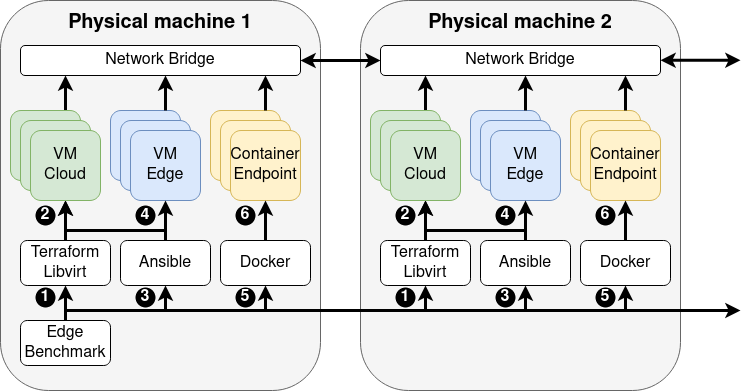 Physical machine 1
Network Bridge
VM
Cloud
VM
Edge
Container
Endpoint
2
4
6
Terraform
Libvirt
Ansible
Docker
1
3
5
Edge
Benchmark
Physical machine 2
Network Bridge
VM
Cloud
VM
Edge
Container
Endpoint
2
4
6
Terraform
Libvirt
Ansible
Docker
1
3
5